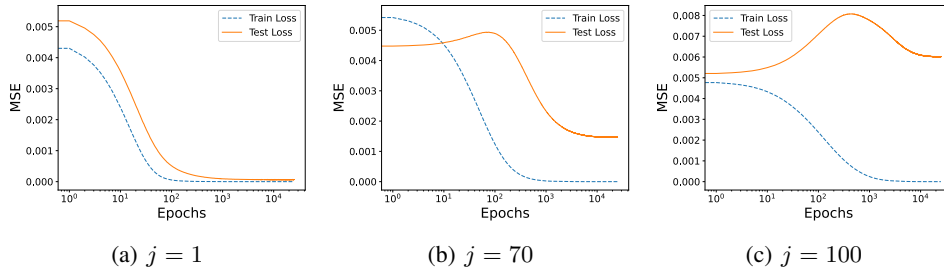 Train Loss
Test Loss
MSE
0.005
0.004
0.003
0.002
0.001
0.000
10^0 10^1 10^2 10^3 10^4
Epochs
(a) j = 1
Train Loss
Test Loss
MSE
0.005
0.004
0.003
0.002
0.001
0.000
10^0 10^1 10^2 10^3 10^4
Epochs
(b) j = 70
Train Loss
Test Loss
MSE
0.008
0.007
0.006
0.005
0.004
0.003
0.002
0.001
0.000
10^0 10^1 10^2 10^3 10^4
Epochs
(c) j = 100